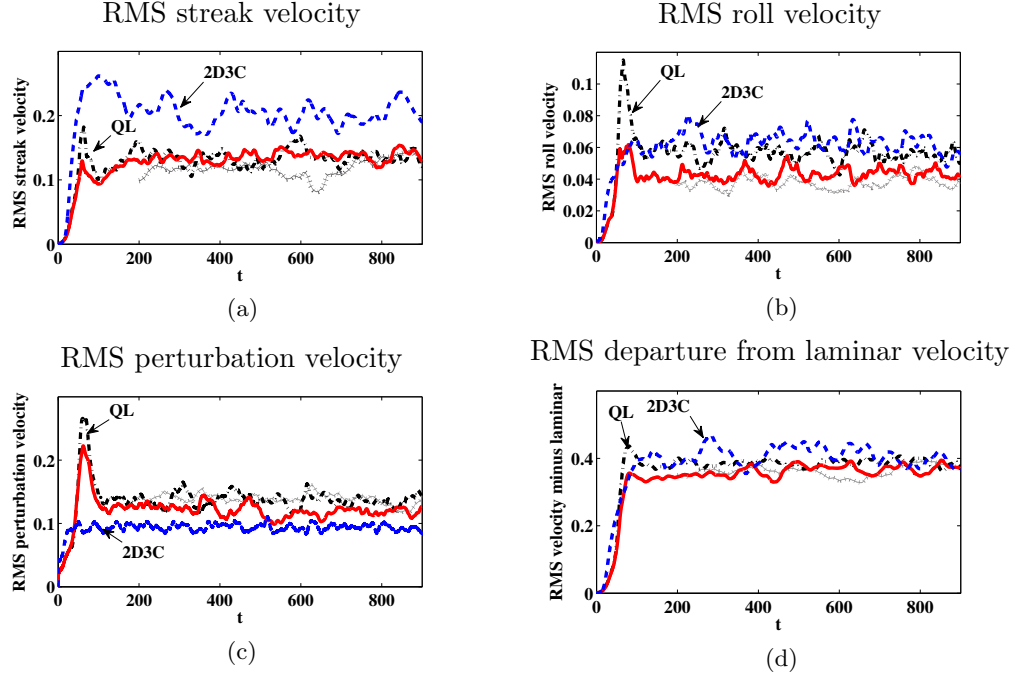 RMS streak velocity
RMS streak velocity
0.2
0.1
0
2D3C
QL
0 200 400 600 800
t
(a)
RMS roll velocity
RMS roll velocity
0.1
0.08
0.06
0.04
0.02
0
QL
2D3C
0 200 400 600 800
t
(b)
RMS perturbation velocity
RMS perturbation velocity
0.2
0.1
0
QL
2D3C
0 200 400 600 800
t
(c)
RMS departure from laminar velocity
RMS velocity minus laminar
0.4
0.2
0
QL
2D3C
0 200 400 600 800
t
(d)